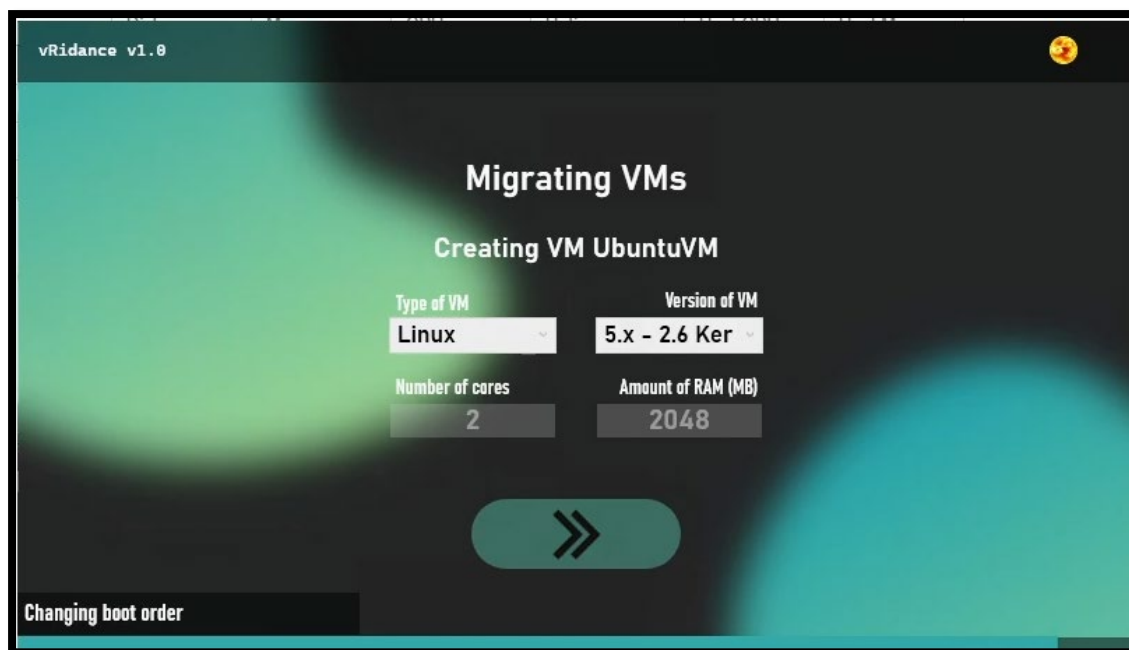 vRidance v1.0
Migrating VMs
Creating VM UbuntuVM
Type of VM Version of VM
Linux 5.x - 2.6 Ker
Number of cores Amount of RAM (MB)
2 2048
Changing boot order